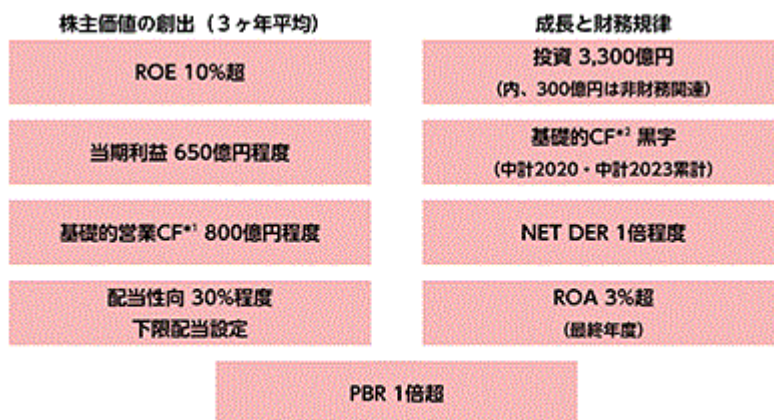 株主価値の創出（３ヶ年平均）
ROE 10%超
当期利益 650億円程度
基礎的営業CF*¹ 800億円程度
配当性向 30%程度
下限配当設定
成長と財務規律
投資 3,300億円
（内、300億円は非財務関連）
基礎的CF*² 黒字
（中計2020・中計2023累計）
NET DER 1倍程度
ROA 3%超
（最終年度）
PBR 1倍超